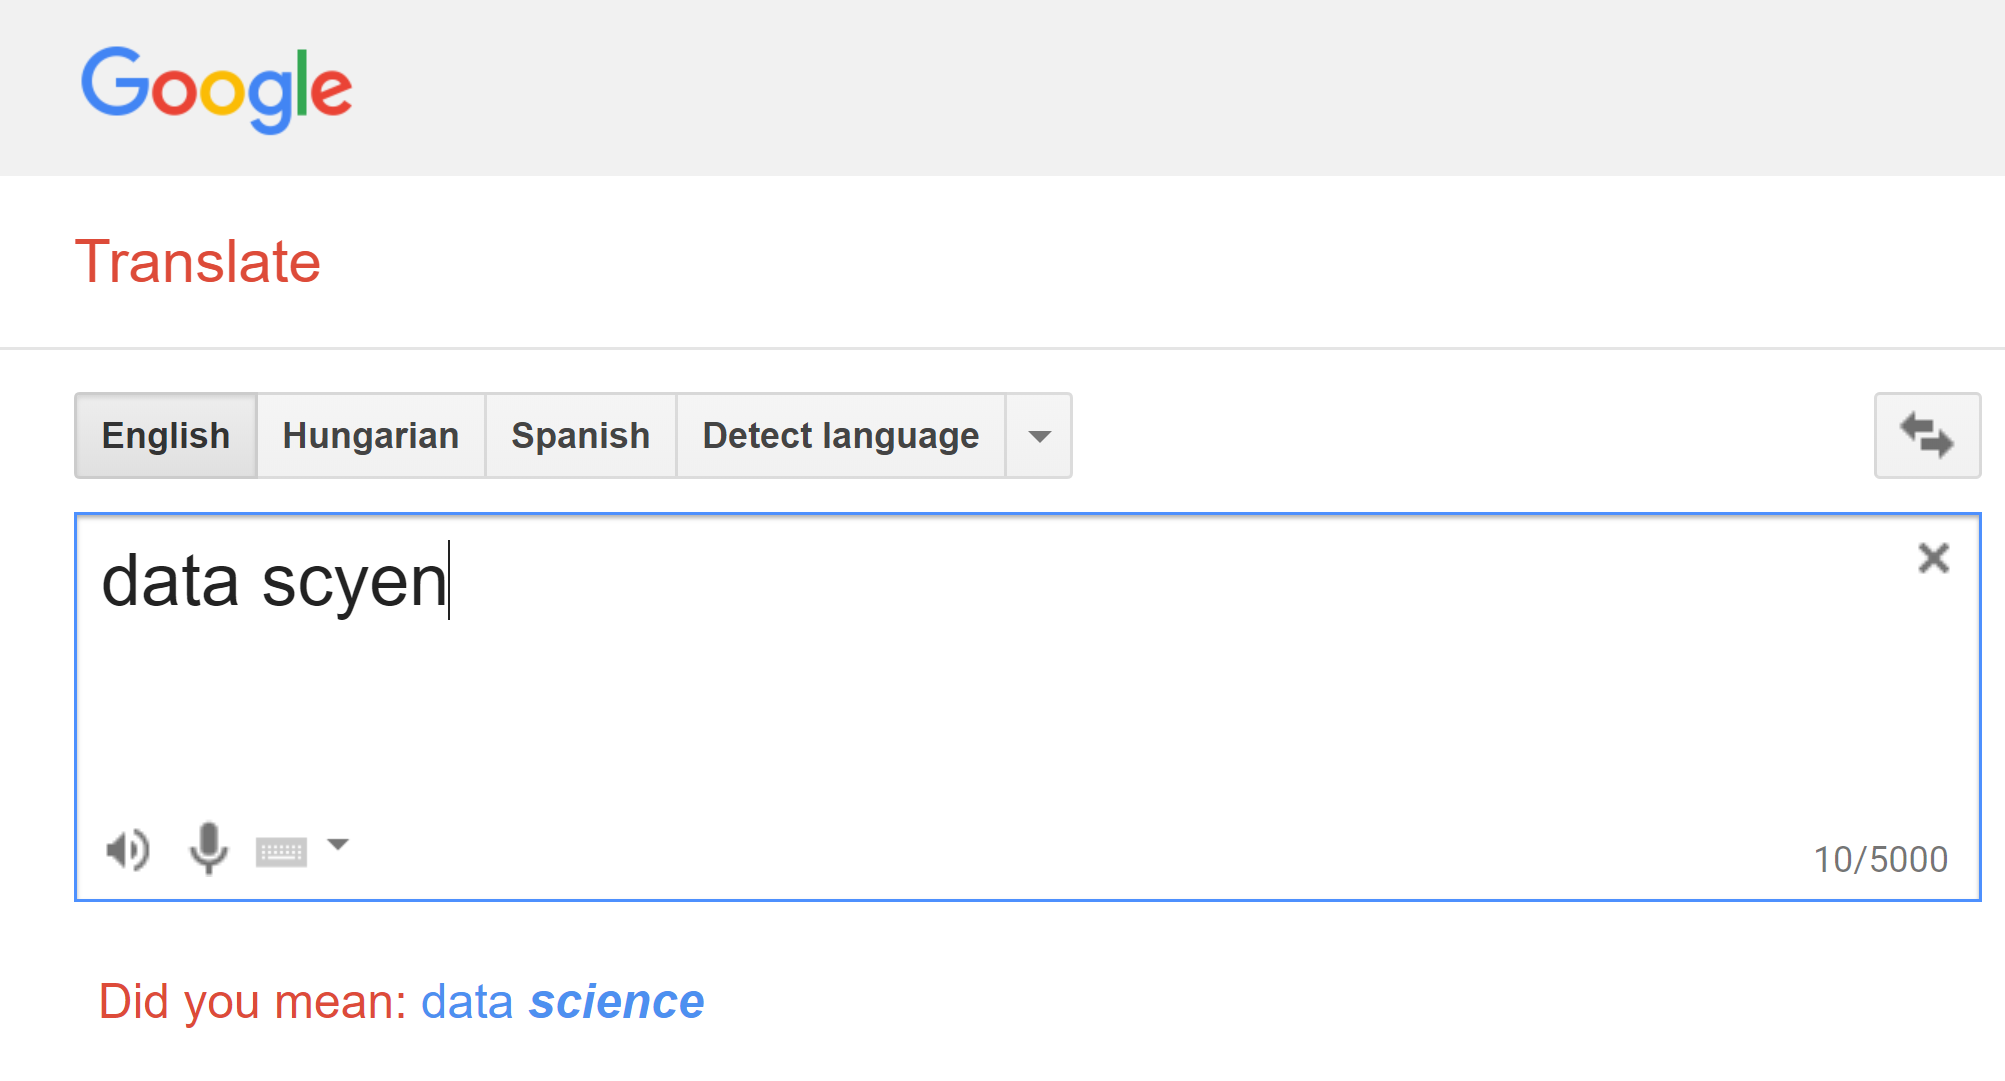 Google
Translate
English Hungarian Spanish Detect language
data scyen
10/5000
Did you mean: data science